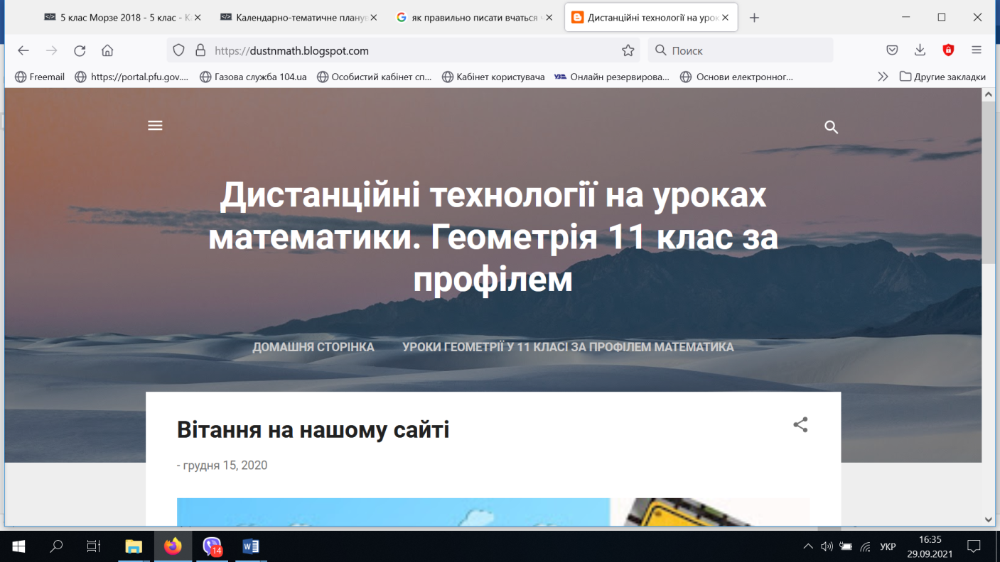 5 клас Морзе 2018 - 5 клас - Ка
Календарно-тематичне плану
як правильно писати вчаться ч
Дистанційні технології на урок
https://dustnmath.blogspot.com
Поиск
Freemail
https://portal.pfu.gov....
Газова служба 104.ua
Особистий кабінет сп...
Кабінет користувача
УЗ
Онлайн резервирова...
Основи електронног...
Другие закладки
Дистанційні технології на уроках
математики. Геометрія 11 клас за
профілем
ДОМАШНЯ СТОРІНКА
УРОКИ ГЕОМЕТРІЇ У 11 КЛАСІ ЗА ПРОФІЛЕМ МАТЕМАТИКА
Вітання на нашому сайті
- грудня 15, 2020
14
УКР
16:35
29.09.2021